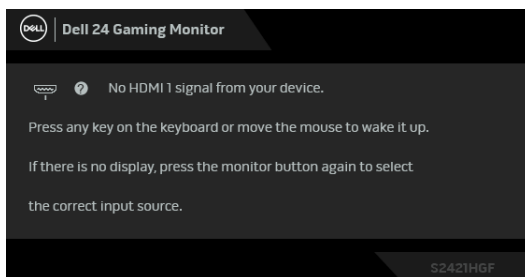 DELL Dell 24 Gaming Monitor
? No HDMI 1 signal from your device.
Press any key on the keyboard or move the mouse to wake it up.
If there is no display, press the monitor button again to select
the correct input source.
S2421HGF